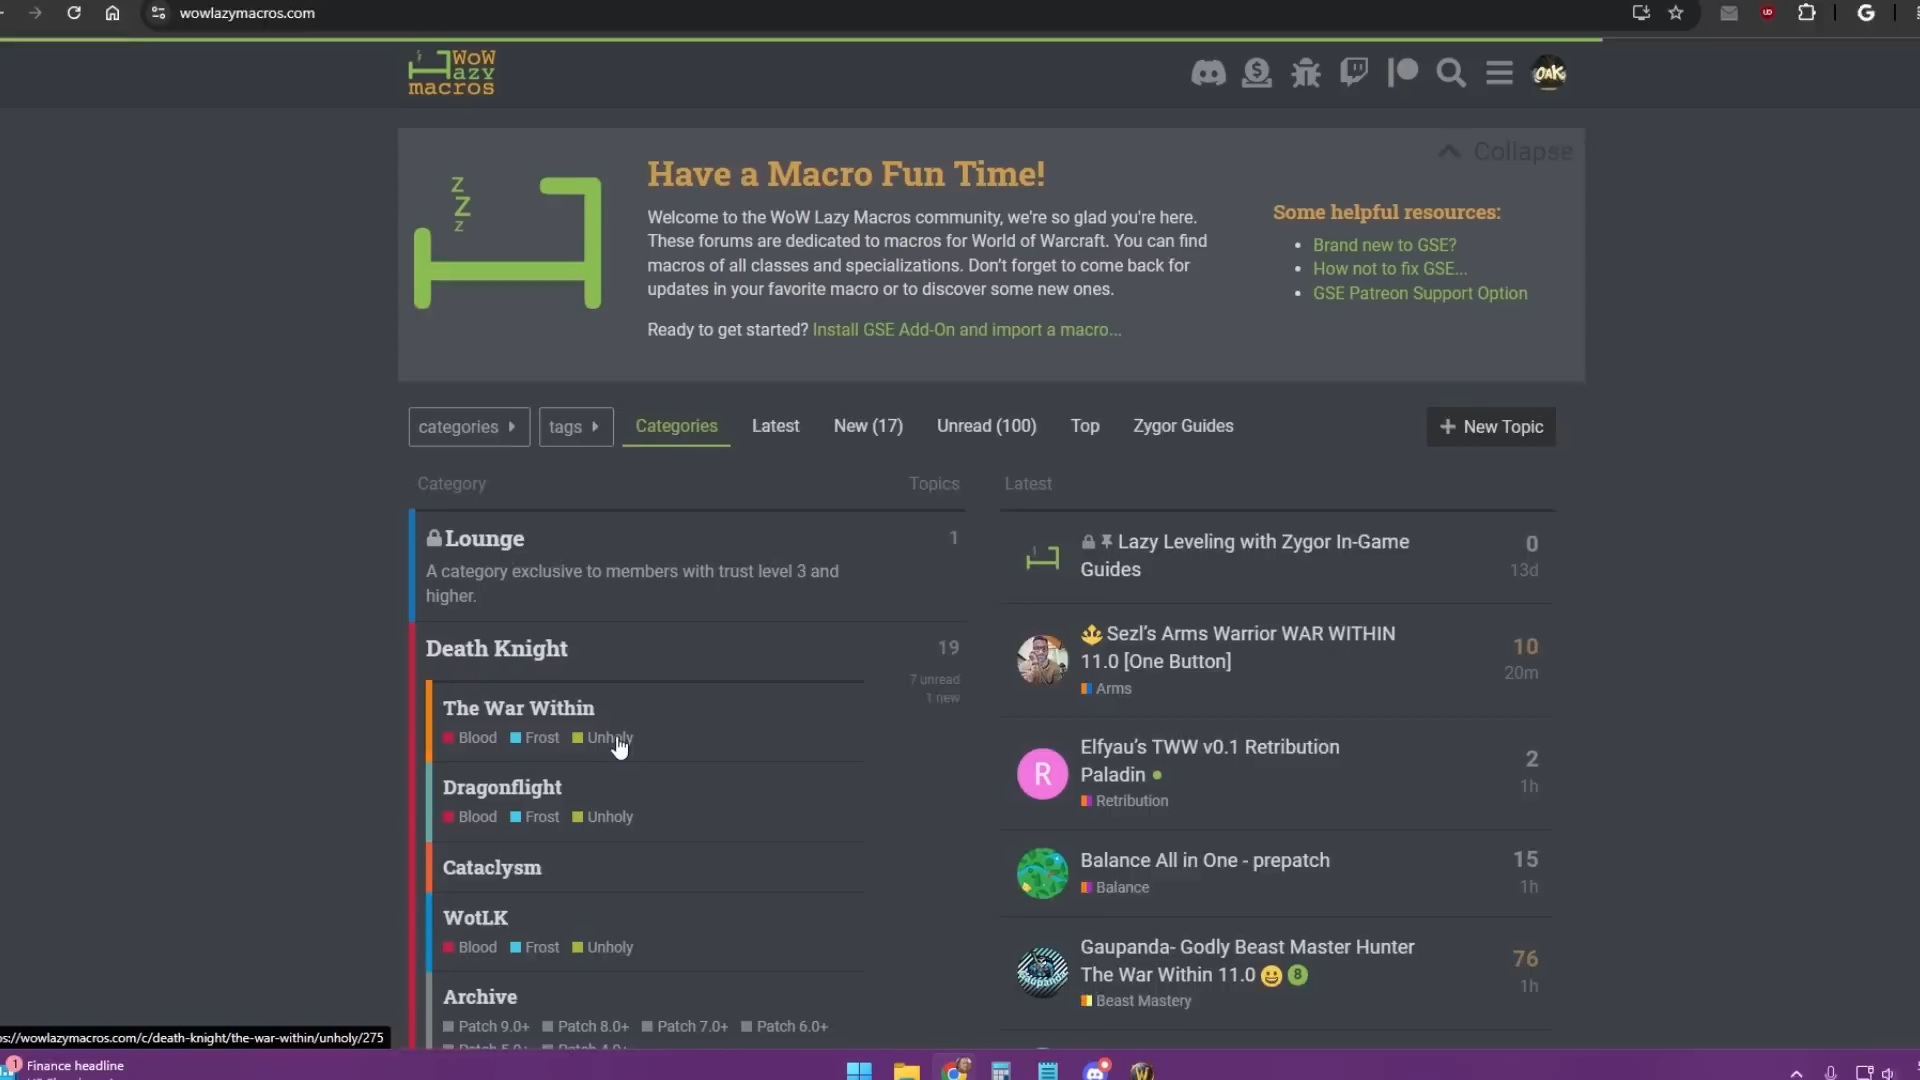 wowlazymacros.com
WoW
azy
macros
OAK
Collapse
Z
Z
Z
Have a Macro Fun Time!
Welcome to the WoW Lazy Macros community, we're so glad you're here.
These forums are dedicated to macros for World of Warcraft. You can find
macros of all classes and specializations. Don't forget to come back for
updates in your favorite macro or to discover some new ones.
Ready to get started? Install GSE Add-On and import a macro...
Some helpful resources:
Brand new to GSE?
How not to fix GSE...
GSE Patreon Support Option
categories
tags
Categories
Latest
New (17)
Unread (100)
Top
Zygor Guides
+ New Topic
Category
Topics
Lounge
1
A category exclusive to members with trust level 3 and
higher.
Death Knight
19
7 unread
1 new
The War Within
Blood Frost Unholy
Dragonflight
Blood Frost Unholy
Cataclysm
WotLK
Blood Frost Unholy
Archive
Patch 9.0+ Patch 8.0+ Patch 7.0+ Patch 6.0+
Latest
Lazy Leveling with Zygor In-Game
Guides
0
13d
Sezl's Arms Warrior WAR WITHIN
11.0 [One Button]
Arms
10
20m
R
Elfyau's TWW v0.1 Retribution
Paladin
Retribution
2
1h
Balance All in One - prepatch
Balance
15
1h
Gaupanda- Godly Beast Master Hunter
The War Within 11.0 8
Beast Mastery
76
1h
s://wowlazymacros.com/c/death-knight/the-war-within/unholy/275
1
Finance headline